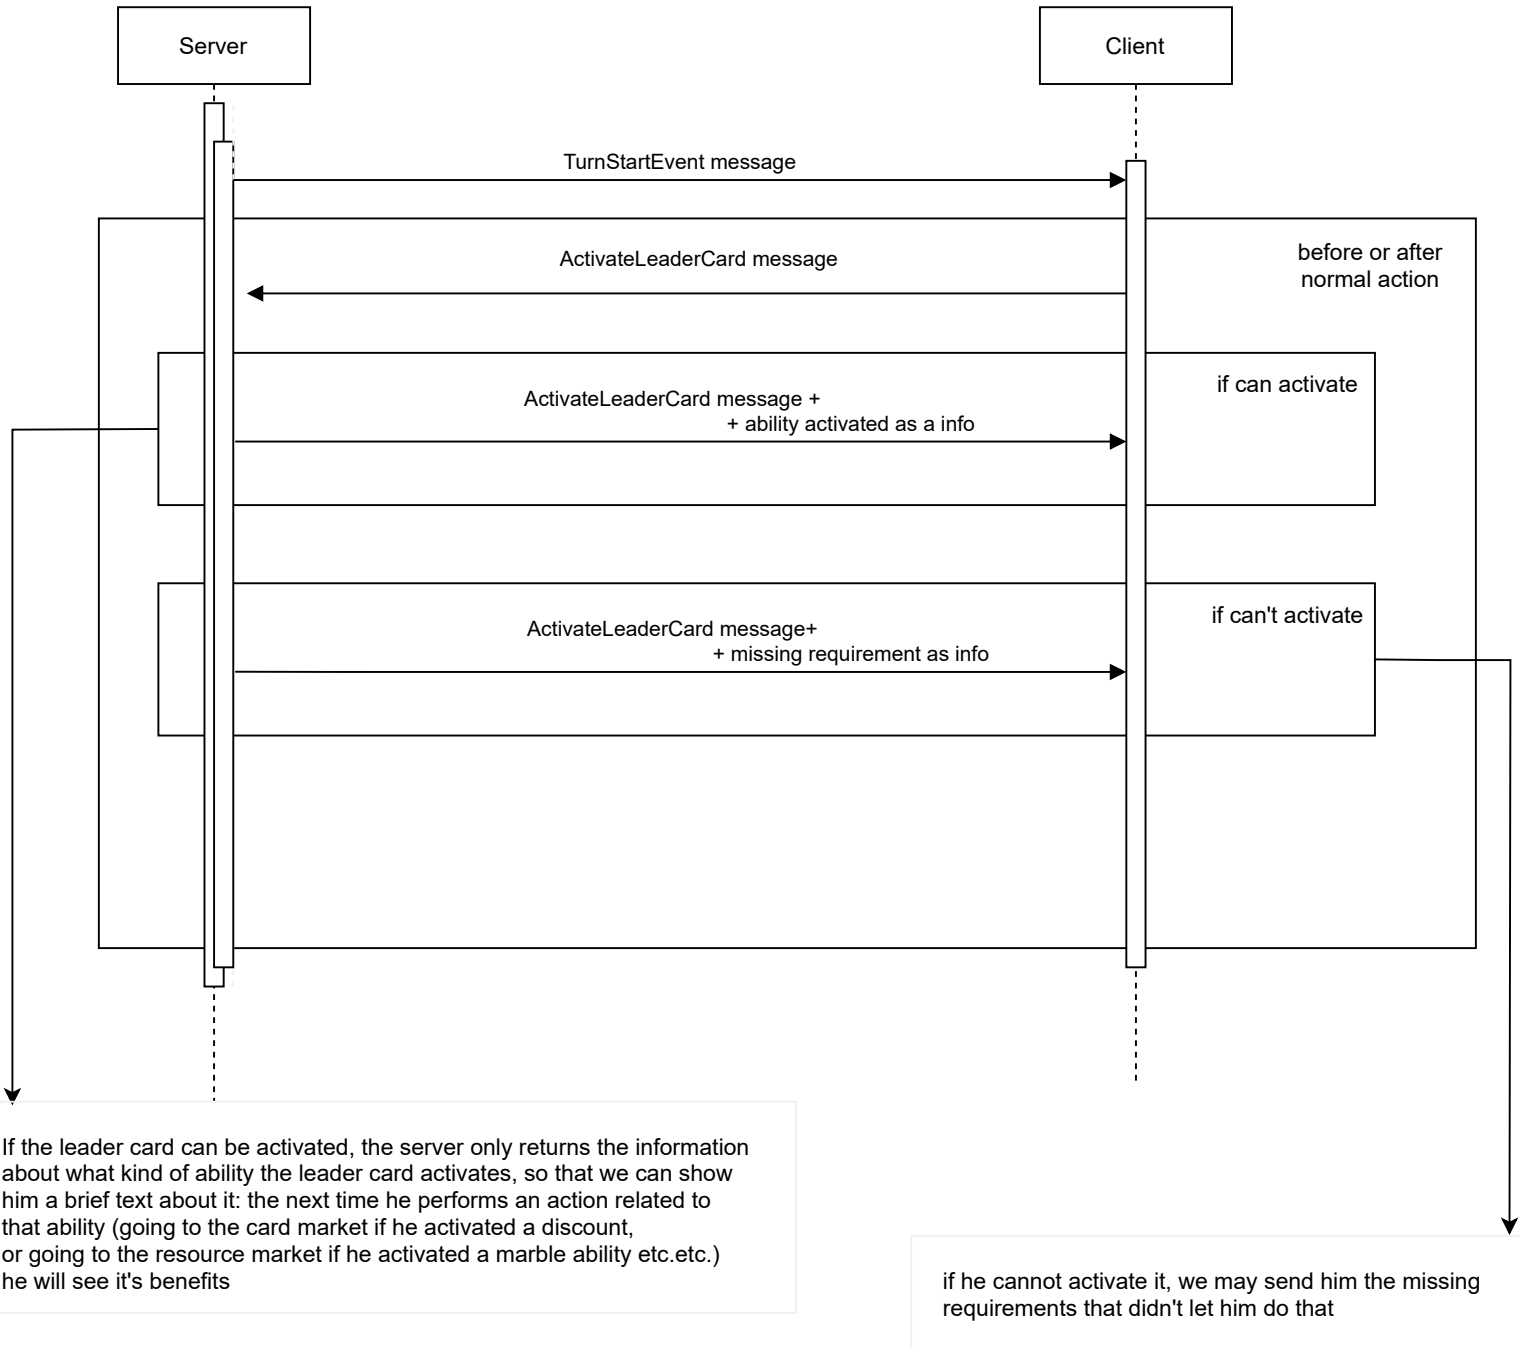 Server
Client
TurnStartEvent message
ActivateLeaderCard message
before or after
normal action
if can activate
ActivateLeaderCard message +
+ ability activated as a info
if can't activate
ActivateLeaderCard message+
+ missing requirement as info
If the leader card can be activated, the server only returns the information
about what kind of ability the leader card activates, so that we can show
him a brief text about it: the next time he performs an action related to
that ability (going to the card market if he activated a discount,
or going to the resource market if he activated a marble ability etc.etc.)
he will see it's benefits
if he cannot activate it, we may send him the missing
requirements that didn't let him do that